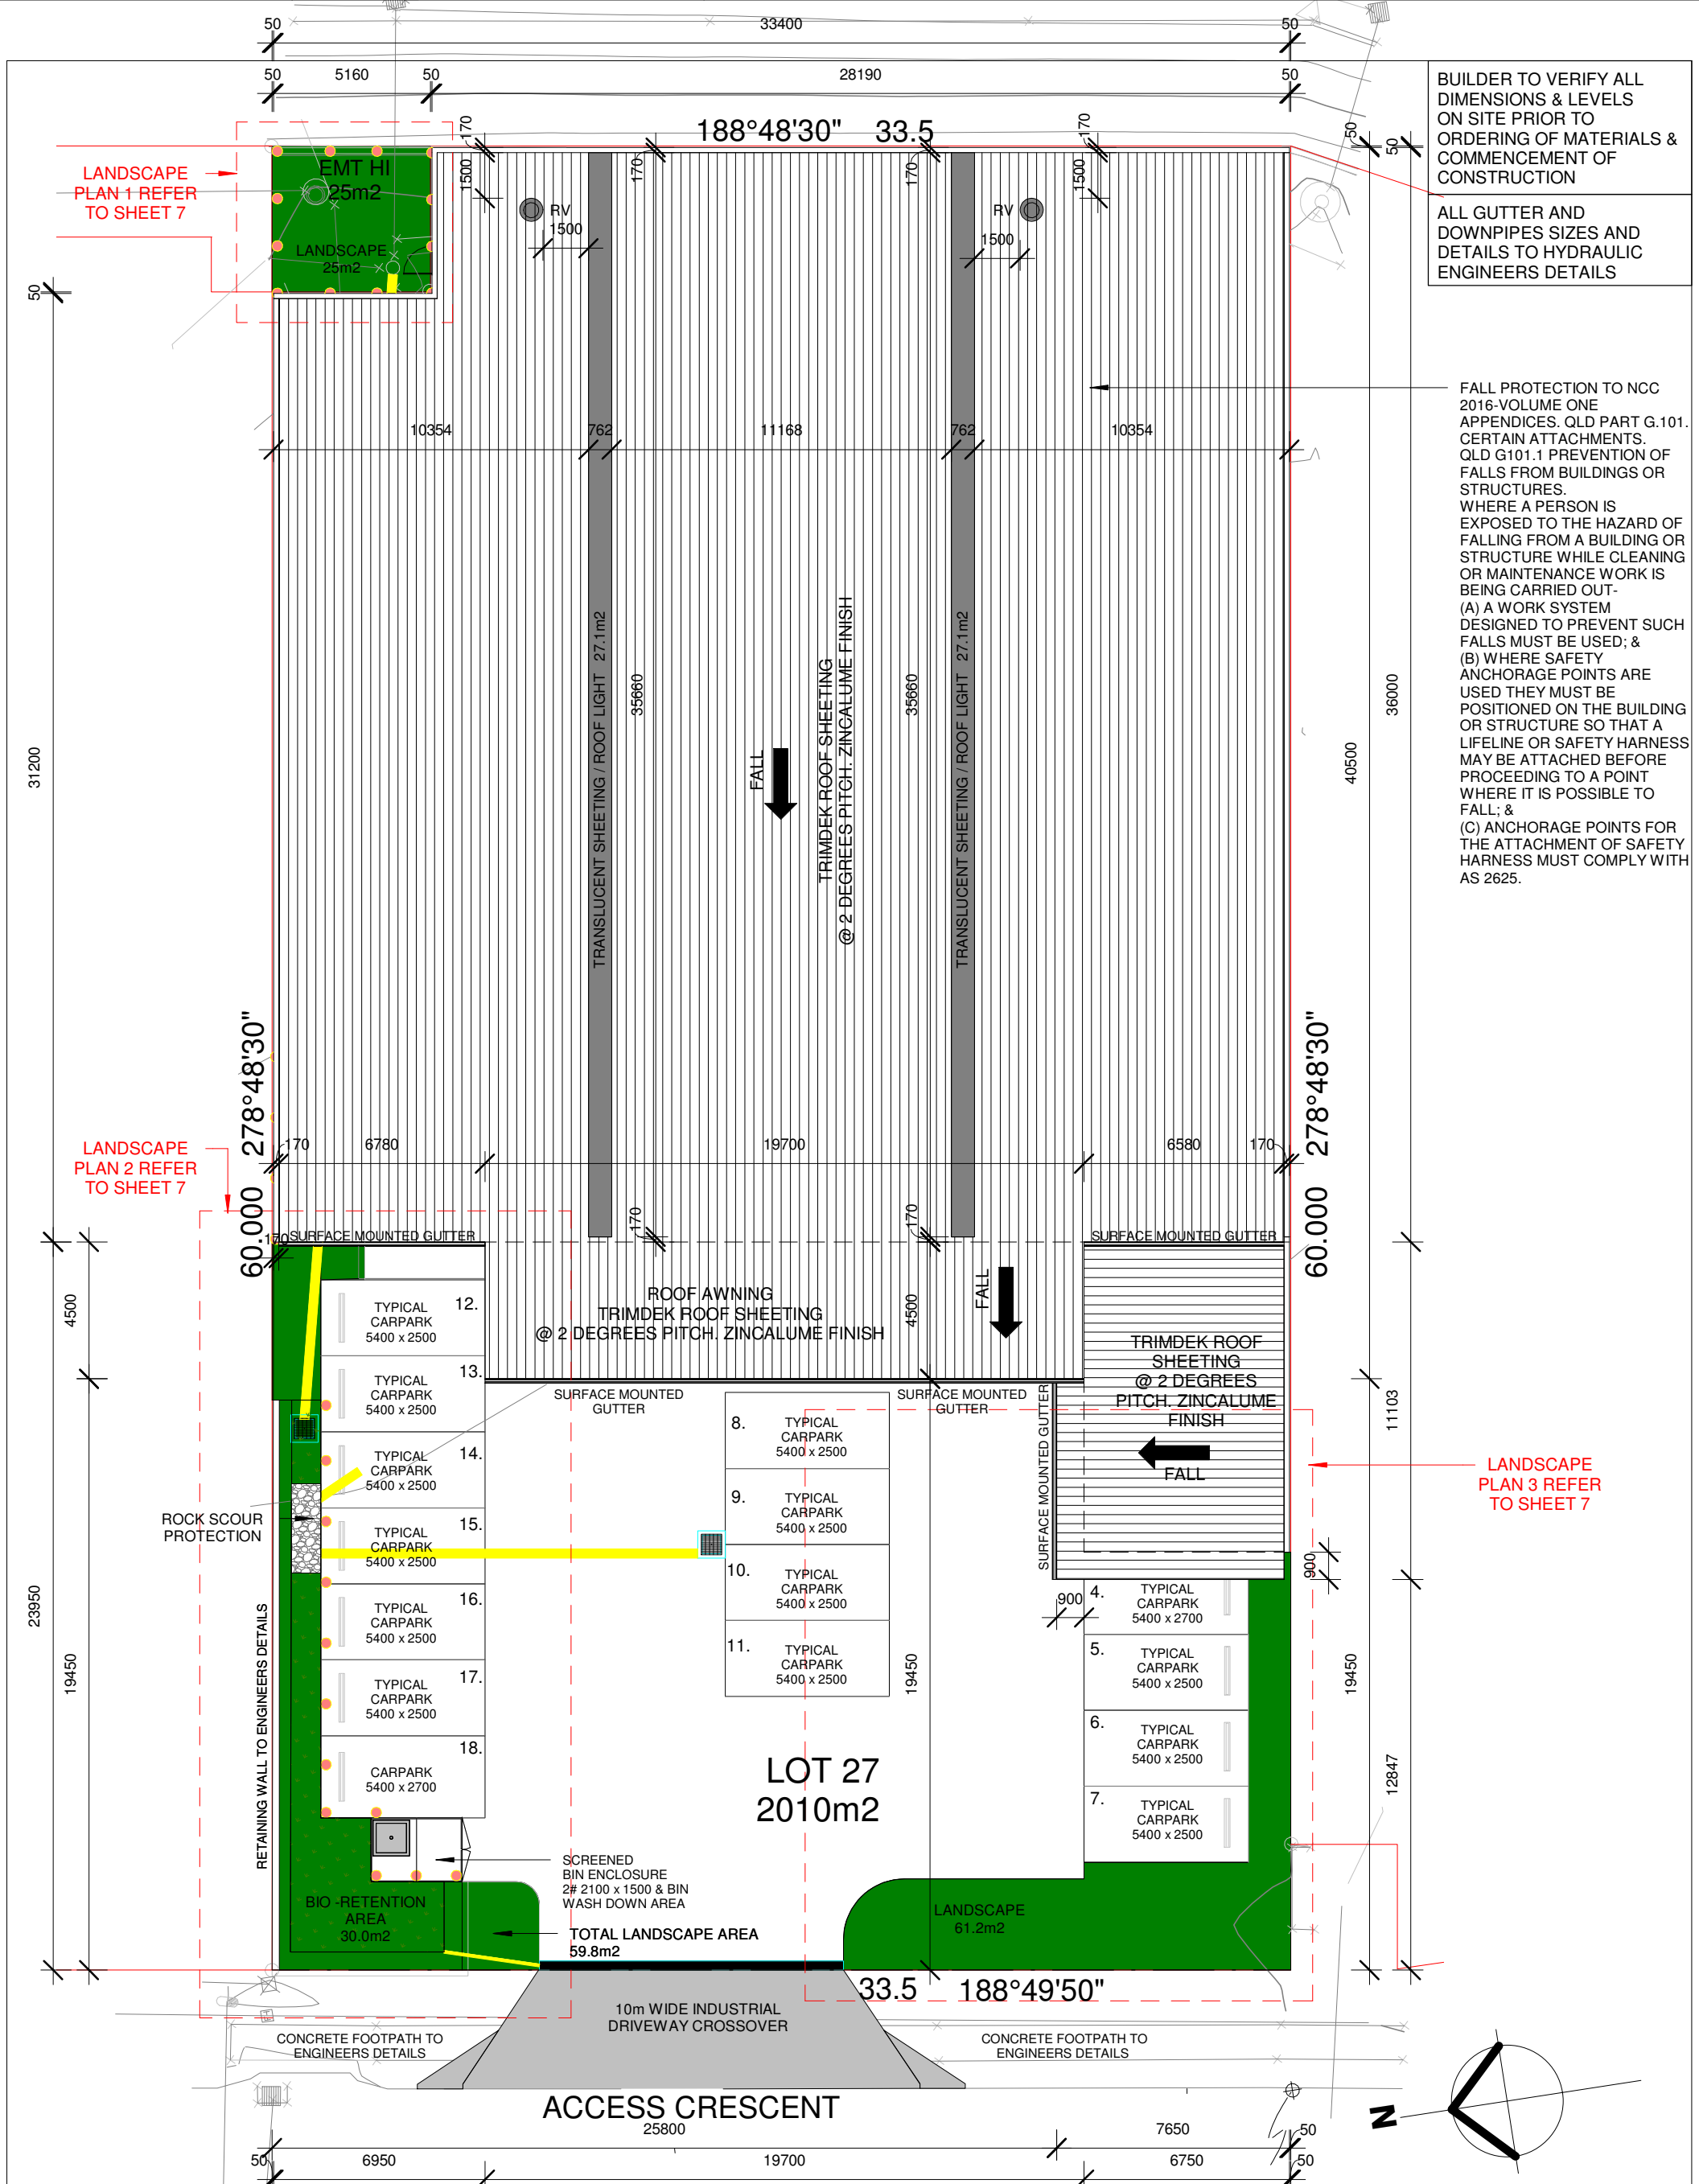 50
33400
50
50
5160
50
28190
50
BUILDER TO VERIFY ALL
DIMENSIONS & LEVELS
ON SITE PRIOR TO
ORDERING OF MATERIALS &
COMMENCEMENT OF
CONSTRUCTION
ALL GUTTER AND
DOWNPIPES SIZES AND
DETAILS TO HYDRAULIC
ENGINEERS DETAILS
188°48'30" 33.5
170
1500
170
170
170
1500
50
50
LANDSCAPE
PLAN 1 REFER
TO SHEET 7
EMT HI
25m2
LANDSCAPE
25m2
RV
1500
RV
1500
50
FALL PROTECTION TO NCC
2016-VOLUME ONE
APPENDICES. QLD PART G.101.
CERTAIN ATTACHMENTS.
QLD G101.1 PREVENTION OF
FALLS FROM BUILDINGS OR
STRUCTURES.
WHERE A PERSON IS
EXPOSED TO THE HAZARD OF
FALLING FROM A BUILDING OR
STRUCTURE WHILE CLEANING
OR MAINTENANCE WORK IS
BEING CARRIED OUT-
(A) A WORK SYSTEM
DESIGNED TO PREVENT SUCH
FALLS MUST BE USED; &
(B) WHERE SAFETY
ANCHORAGE POINTS ARE
USED THEY MUST BE
POSITIONED ON THE BUILDING
OR STRUCTURE SO THAT A
LIFELINE OR SAFETY HARNESS
MAY BE ATTACHED BEFORE
PROCEEDING TO A POINT
WHERE IT IS POSSIBLE TO
FALL; &
(C) ANCHORAGE POINTS FOR
THE ATTACHMENT OF SAFETY
HARNESS MUST COMPLY WITH
AS 2625.
10354
762
11168
762
10354
31200
TRANSLUCENT SHEETING / ROOF LIGHT 27.1m2
35660
FALL
TRIMDEK ROOF SHEETING
@ 2 DEGREES PITCH. ZINCALUME FINISH
35660
TRANSLUCENT SHEETING / ROOF LIGHT 27.1m2
40500
36000
60.000 278°48'30"
60.000 278°48'30"
LANDSCAPE
PLAN 2 REFER
TO SHEET 7
170
6780
19700
6580
170
170
SURFACE MOUNTED GUTTER
170
170
SURFACE MOUNTED GUTTER
4500
ROOF AWNING
TRIMDEK ROOF SHEETING
@ 2 DEGREES PITCH. ZINCALUME FINISH
4500
FALL
TRIMDEK ROOF
SHEETING
@ 2 DEGREES
PITCH. ZINCALUME
FINISH
FALL
11103
SURFACE MOUNTED
GUTTER
SURFACE MOUNTED
GUTTER
SURFACE MOUNTED GUTTER
12.
TYPICAL
CARPARK
5400 x 2500
13.
TYPICAL
CARPARK
5400 x 2500
14.
TYPICAL
CARPARK
5400 x 2500
15.
TYPICAL
CARPARK
5400 x 2500
16.
TYPICAL
CARPARK
5400 x 2500
17.
TYPICAL
CARPARK
5400 x 2500
18.
CARPARK
5400 x 2700
8.
TYPICAL
CARPARK
5400 x 2500
9.
TYPICAL
CARPARK
5400 x 2500
10.
TYPICAL
CARPARK
5400 x 2500
11.
TYPICAL
CARPARK
5400 x 2500
LANDSCAPE
PLAN 3 REFER
TO SHEET 7
ROCK SCOUR
PROTECTION
900
900
4.
TYPICAL
CARPARK
5400 x 2700
5.
TYPICAL
CARPARK
5400 x 2500
6.
TYPICAL
CARPARK
5400 x 2500
7.
TYPICAL
CARPARK
5400 x 2500
23950
19450
RETAINING WALL TO ENGINEERS DETAILS
19450
19450
12847
LOT 27
2010m2
SCREENED
BIN ENCLOSURE
2# 2100 x 1500 & BIN
WASH DOWN AREA
BIO -RETENTION
AREA
30.0m2
TOTAL LANDSCAPE AREA
59.8m2
LANDSCAPE
61.2m2
33.5 188°49'50"
10m WIDE INDUSTRIAL
DRIVEWAY CROSSOVER
CONCRETE FOOTPATH TO
ENGINEERS DETAILS
CONCRETE FOOTPATH TO
ENGINEERS DETAILS
ACCESS CRESCENT
N
25800
7650
50
50
6950
19700
6750
50